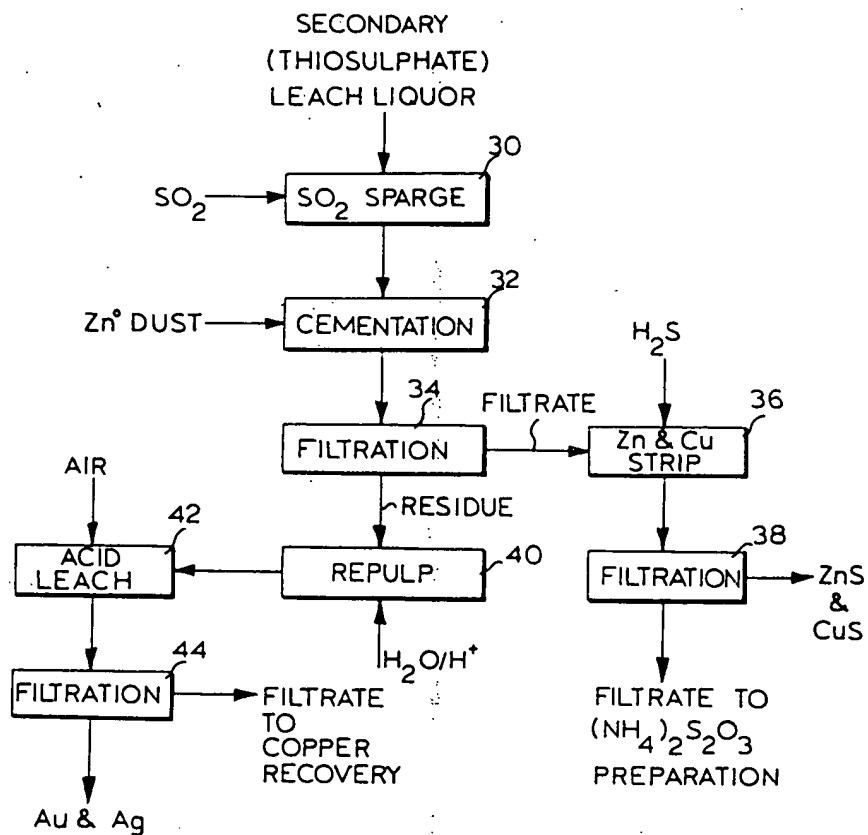 SECONDARY
(THIOSULPHATE)
LEACH LIQUOR
30
SO2
SO2 SPARGE
32
Zn° DUST
CEMENTATION
H2S
34
FILTRATE
36
FILTRATION
Zn & Cu
STRIP
AIR
RESIDUE
42
38
ACID
LEACH
REPULP
40
FILTRATION
ZnS
&
CuS
44
H2O/H+
FILTRATION
FILTRATE
TO
COPPER
RECOVERY
FILTRATE TO
(NH4)2S2O3
PREPARATION
Au & Ag